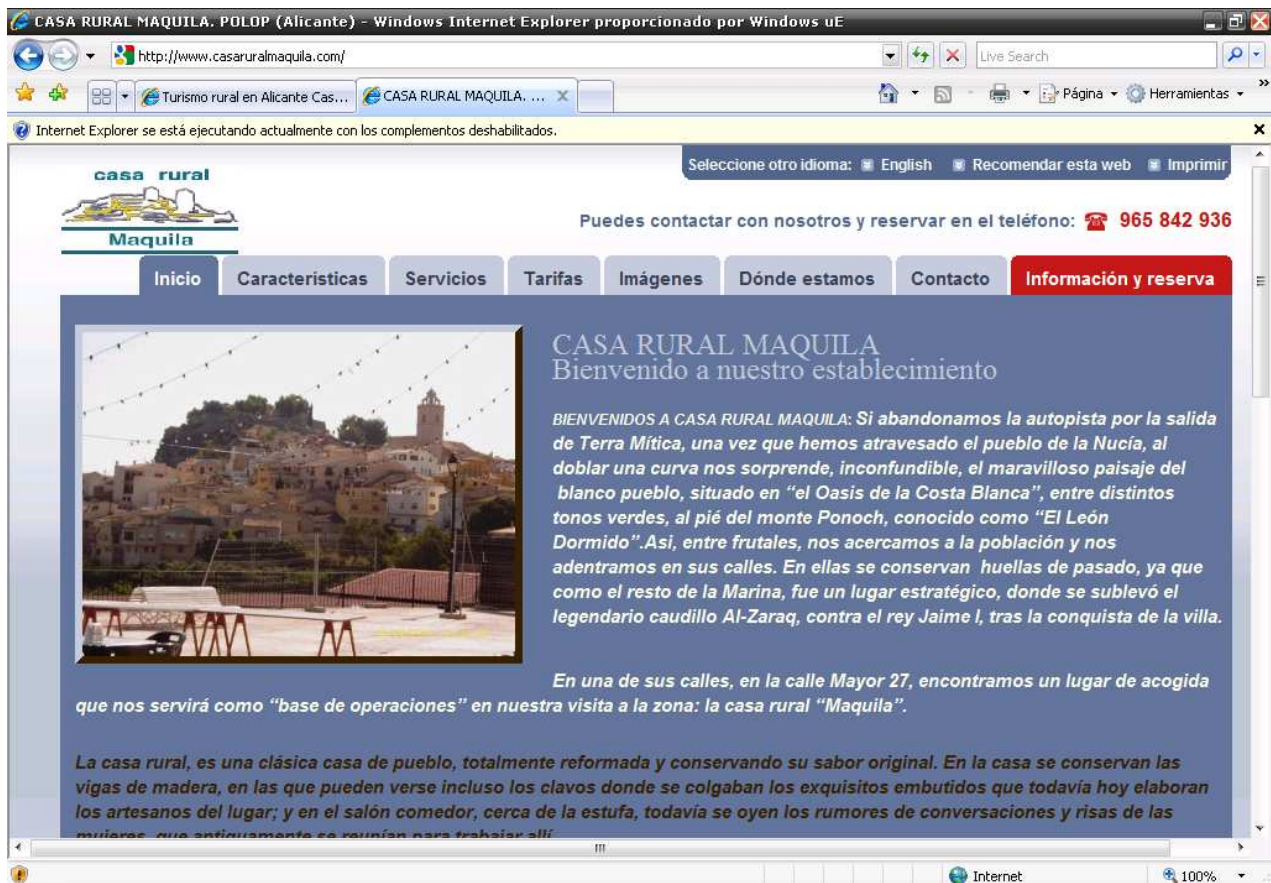 CASA RURAL MAQUILA. POLOP (Alicante) - Windows Internet Explorer proporcionado por Windows uE
http://www.casaruralmaquila.com/
Live Search
Turismo rural en Alicante Cas...
CASA RURAL MAQUILA. ...
Página
Herramientas
Internet Explorer se está ejecutando actualmente con los complementos deshabilitados.
casa rural
Maquila
Seleccione otro idioma: English Recomendar esta web Imprimir
Puedes contactar con nosotros y reservar en el teléfono: 965 842 936
Inicio Características Servicios Tarifas Imágenes Dónde estamos Contacto Información y reserva
CASA RURAL MAQUILA
Bienvenido a nuestro establecimiento
BIENVENIDOS A CASA RURAL MAQUILA: Si abandonamos la autopista por la salida
de Terra Mítica, una vez que hemos atravesado el pueblo de la Nucía, al
doblar una curva nos sorprende, inconfundible, el maravilloso paisaje del
blanco pueblo, situado en “el Oasis de la Costa Blanca”, entre distintos
tonos verdes, al pié del monte Ponoch, conocido como “El León
Dormido”.Asi, entre frutales, nos acercamos a la población y nos
adentramos en sus calles. En ellas se conservan huellas de pasado, ya que
como el resto de la Marina, fue un lugar estratégico, donde se sublevó el
legendario caudillo Al-Zaraq, contra el rey Jaime I, tras la conquista de la villa.
En una de sus calles, en la calle Mayor 27, encontramos un lugar de acogida
que nos servirá como “base de operaciones” en nuestra visita a la zona: la casa rural “Maquila”.
La casa rural, es una clásica casa de pueblo, totalmente reformada y conservando su sabor original. En la casa se conservan las
vigas de madera, en las que pueden verse incluso los clavos donde se colgaban los exquisitos embutidos que todavía hoy elaboran
los artesanos del lugar; y en el salón comedor, cerca de la estufa, todavía se oyen los rumores de conversaciones y risas de las
mujeres, que antiguamente se reunían para trabajar allí
Internet
100%